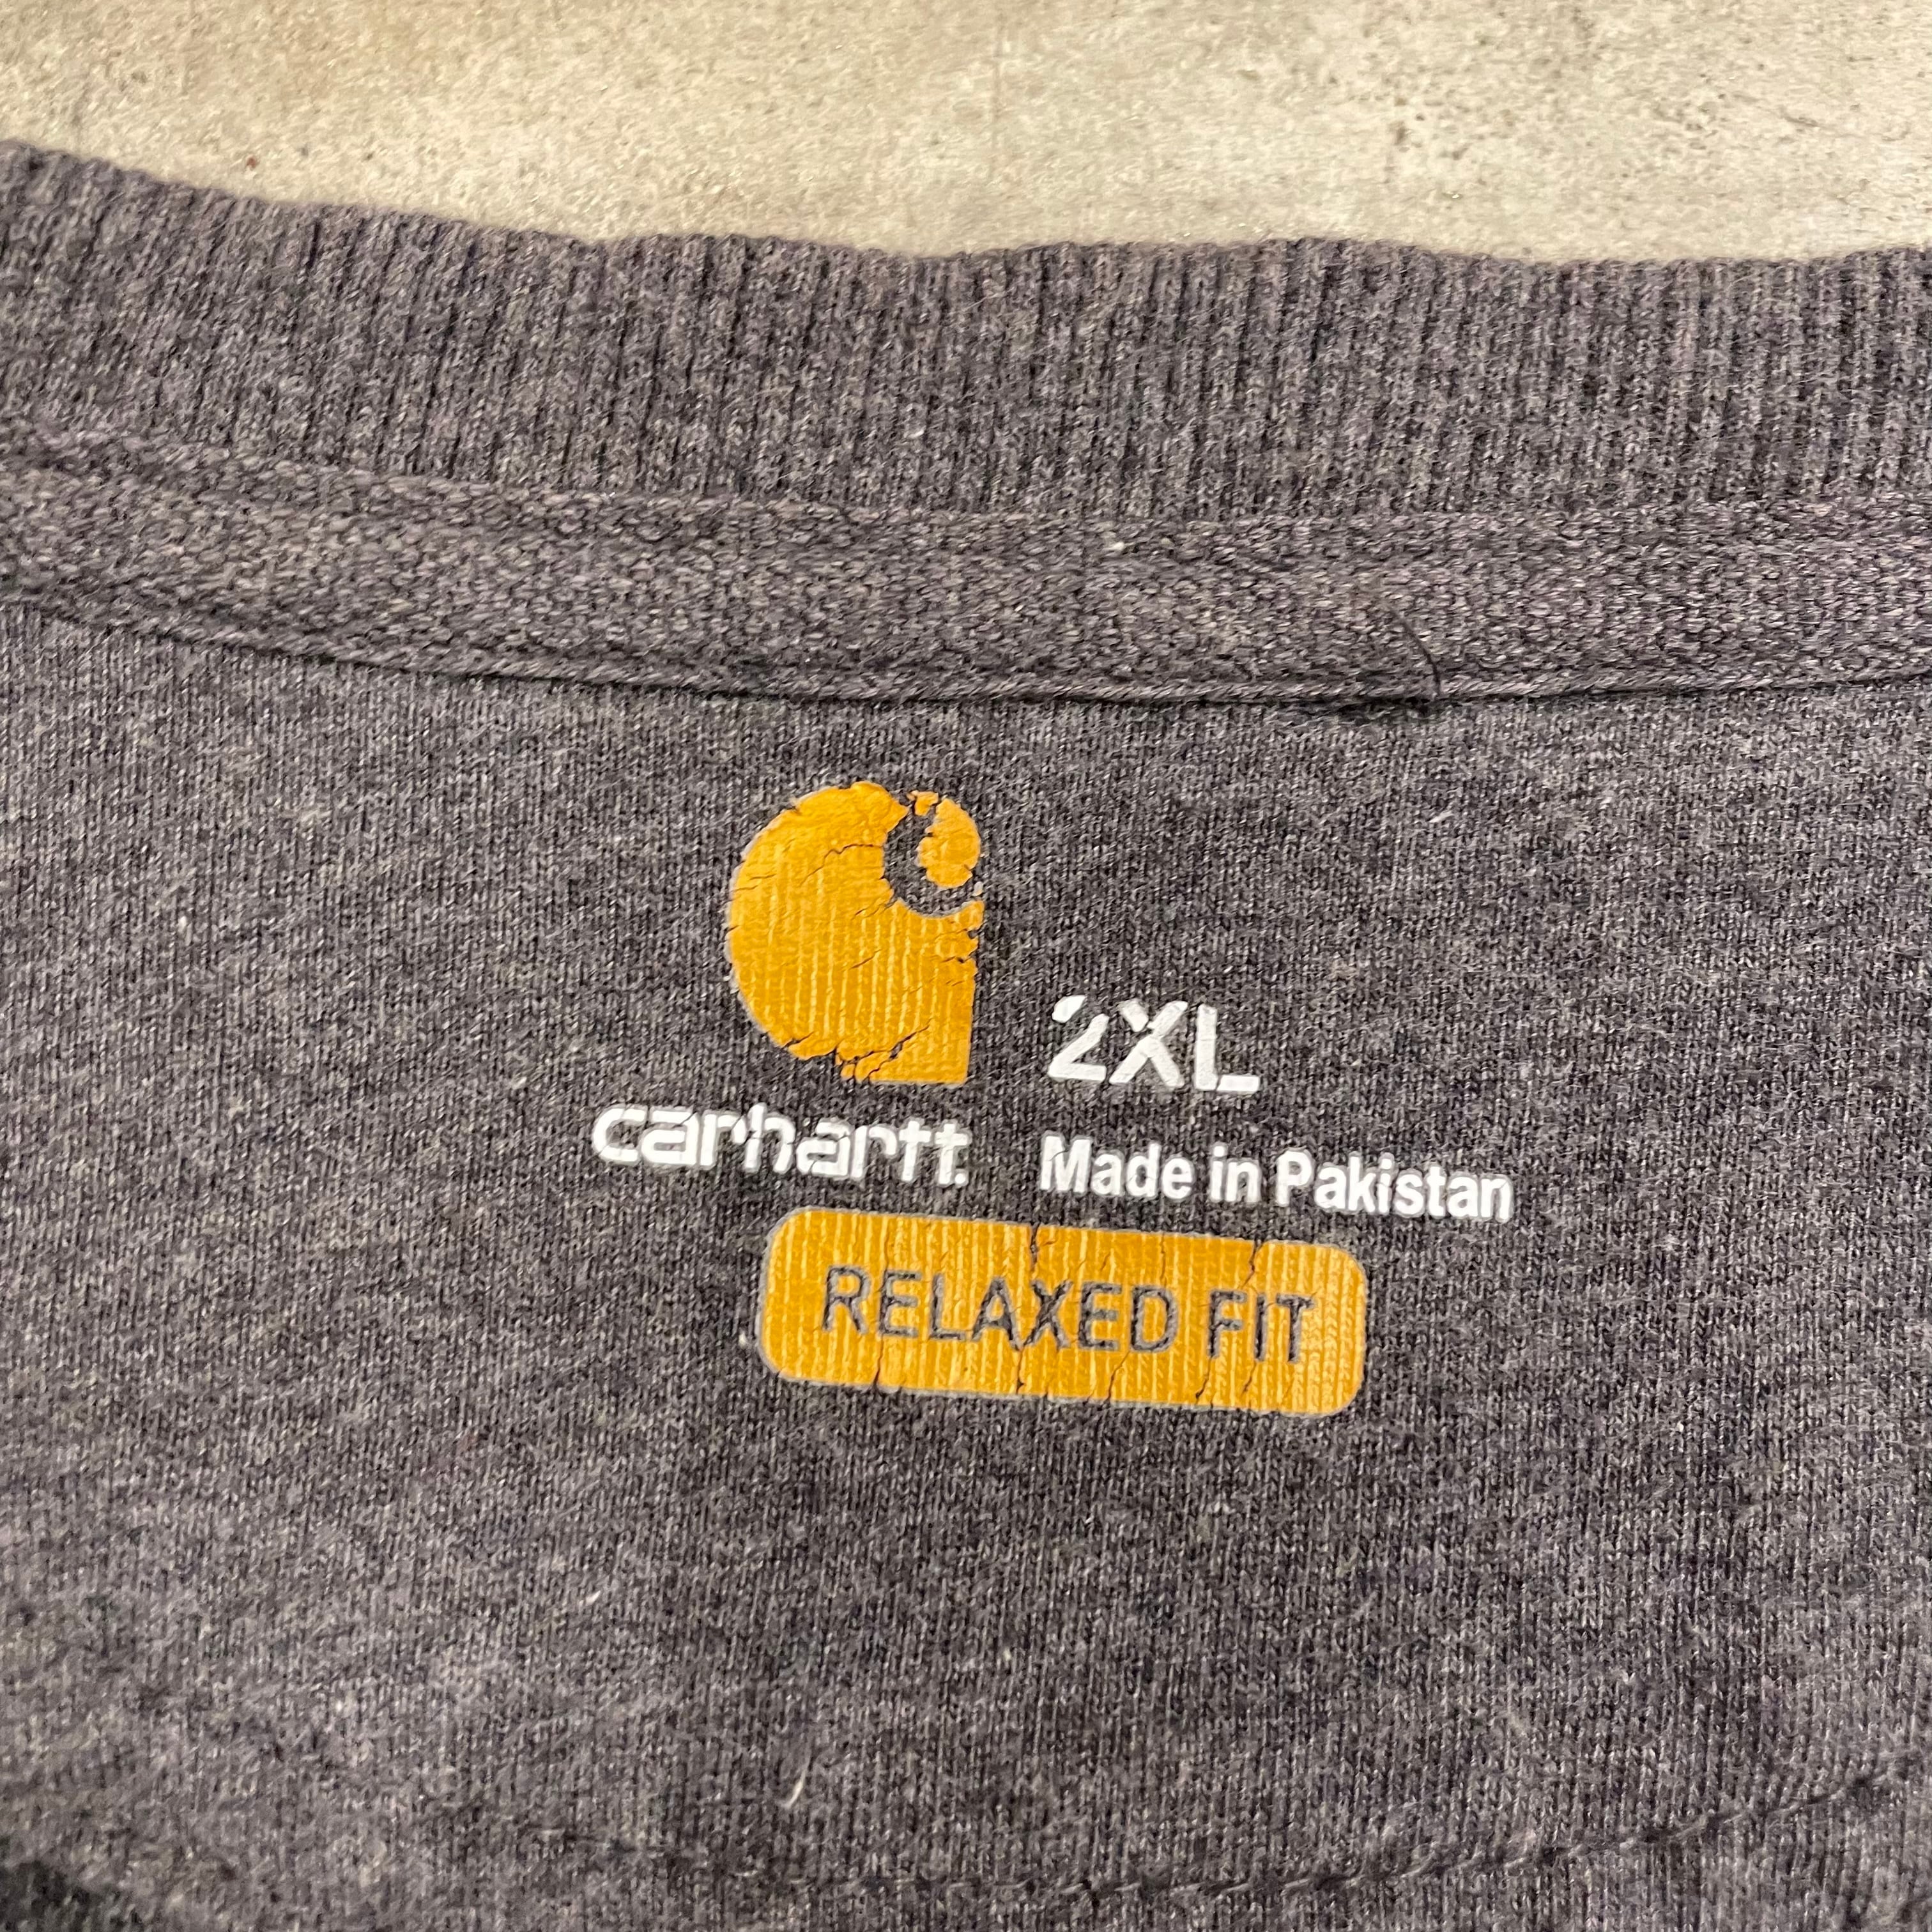 2XL
carhartt.
Made in Pakistan
RELAXED FIT